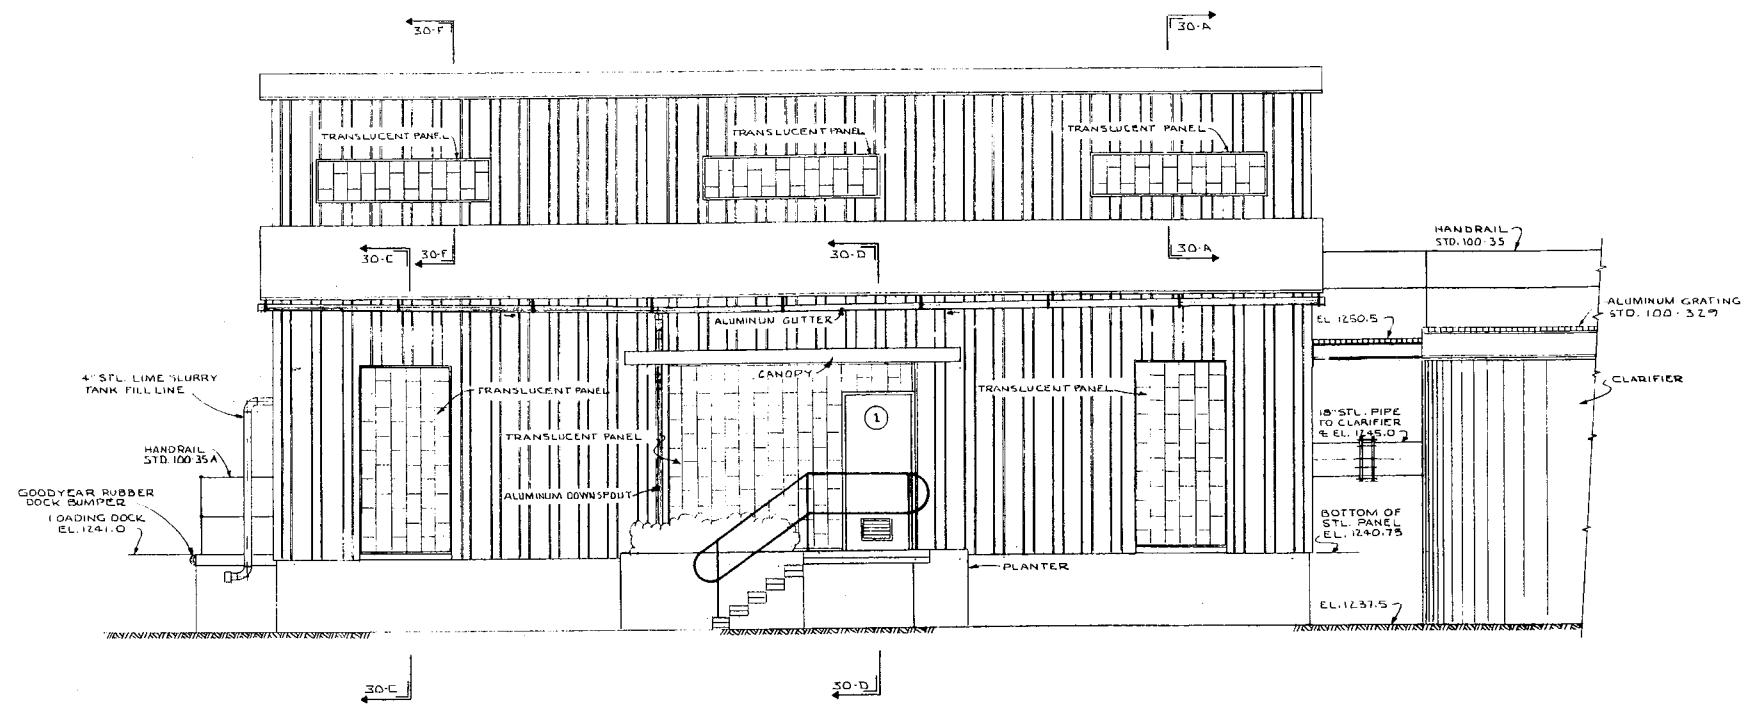 30-F
30-A
TRANSLUCENT PANEL
TRANSLUCENT PANEL
TRANSLUCENT PANEL
30-C
30-F
30-D
30-A
HANDRAIL
STD. 100-35
ALUMINUM GRATING
STD. 100-329
ALUMINUN GUTTER
EL 1250.5
CANOPY
4" STL. LIME SLURRY
TANK FILL LINE
TRANSLUCENT PANEL
TRANSLUCENT PANEL
CLARIFIER
1
18" STL. PIPE
TO CLARIFIER
℄ EL. 1245.0
TRANSLUCENT PANEL
HANDRAIL
STD. 100-35A
GOODYEAR RUBBER
DOCK BUMPER
LOADING DOCK
EL. 1241.0
ALUMINUM DOWNSPOUT
BOTTOM OF
STL. PANEL
EL. 1240.75
PLANTER
EL. 1237.5
30-C
30-D